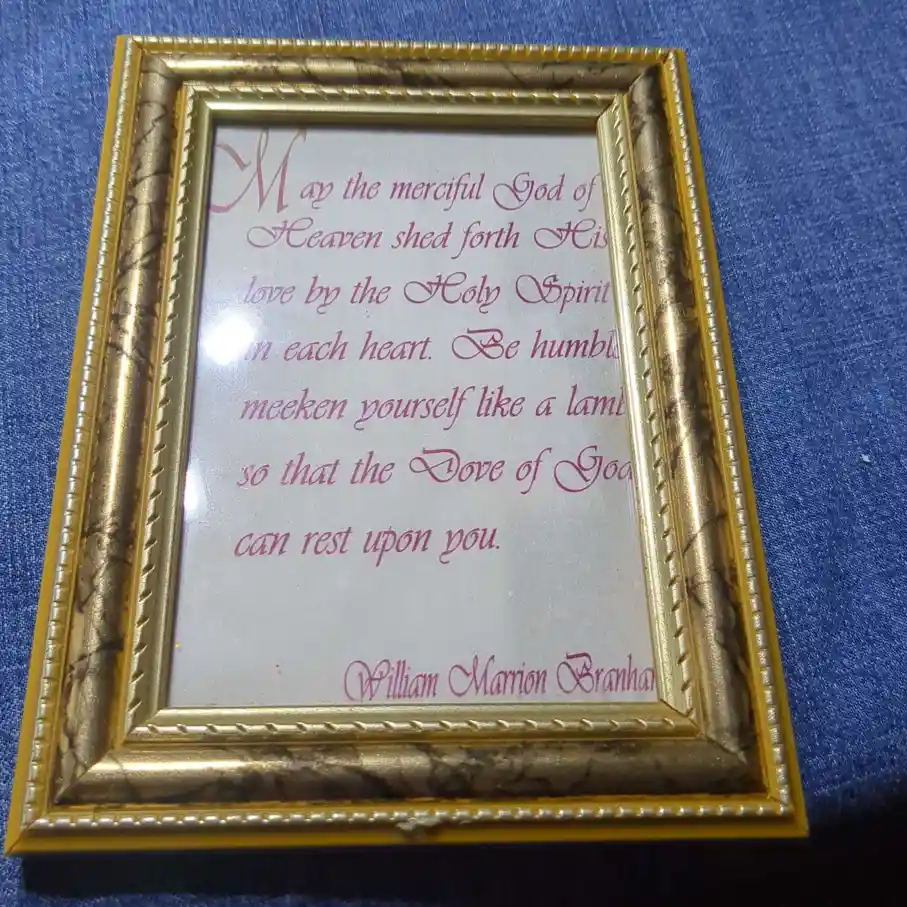 May the merciful God of
Heaven shed forth His
love by the Holy Spirit
in each heart. Be humble
meeken yourself like a lamb
so that the Dove of God
can rest upon you.
William Marrion Branha